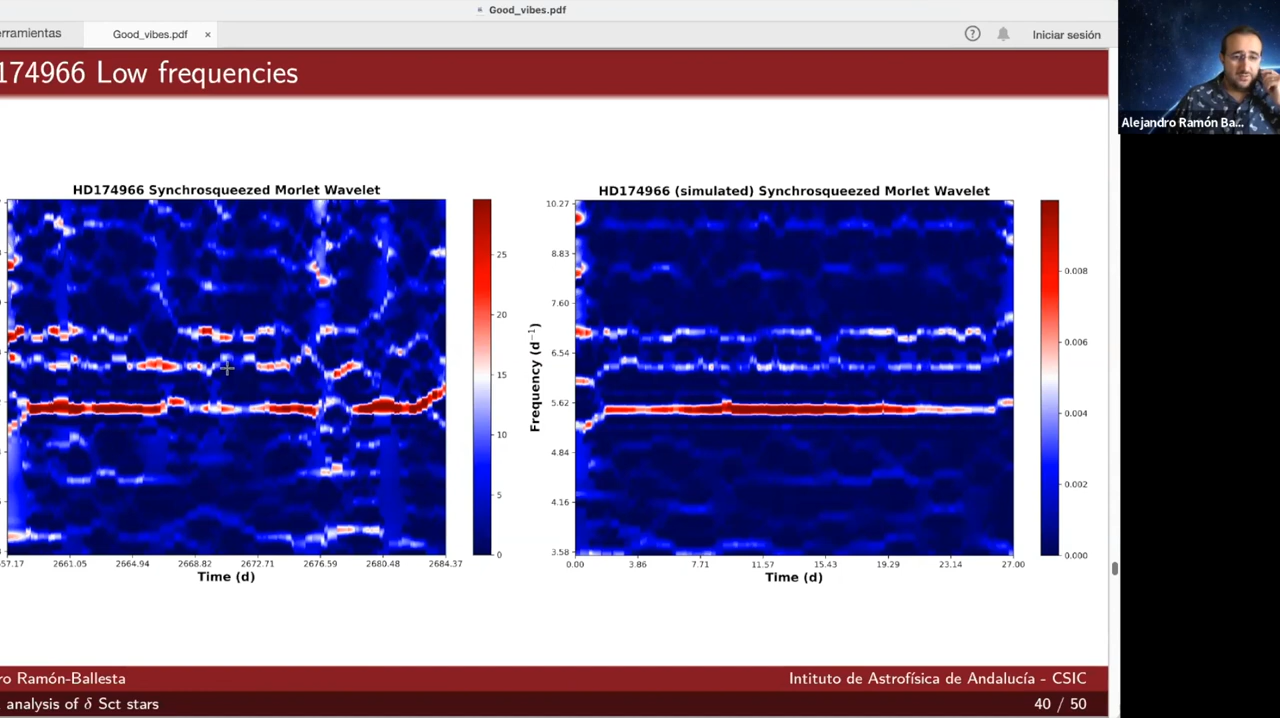 Good_vibes.pdf
erramientas
Good_vibes.pdf ×
? Iniciar sesión
174966 Low frequencies
Alejandro Ramón Ba...
HD174966 Synchrosqueezed Morlet Wavelet
25
20
15
10
5
0
57.17 2661.05 2664.94 2668.82 2672.71 2676.59 2680.48 2684.37
Time (d)
HD174966 (simulated) Synchrosqueezed Morlet Wavelet
Frequency (d⁻¹)
10.27
8.83
7.60
6.54
5.62
4.84
4.16
3.58
0.00 3.86 7.71 11.57 15.43 19.29 23.14 27.00
Time (d)
0.008
0.006
0.004
0.002
0.000
ro Ramón-Ballesta
Intituto de Astrofísica de Andalucía - CSIC
analysis of δ Sct stars
40 / 50